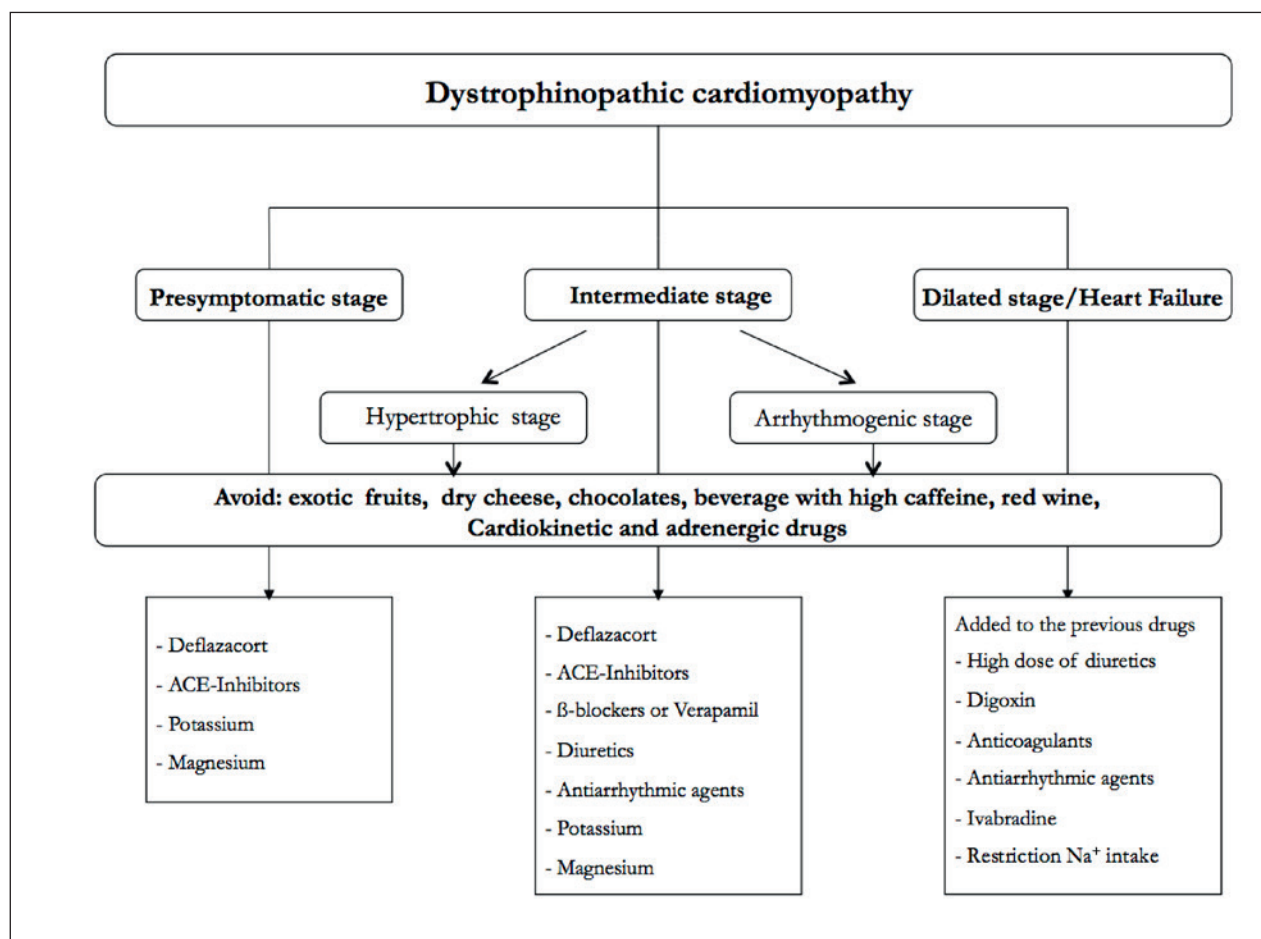 Dystrophinopathic cardiomyopathy
Presymptomatic stage
Intermediate stage
Dilated stage/Heart Failure
Hypertrophic stage
Arrhythmogenic stage
Avoid: exotic fruits, dry cheese, chocolates, beverage with high caffeine, red wine,
Cardiokinetic and adrenergic drugs
- Deflazacort
- ACE-Inhibitors
- Potassium
- Magnesium
- Deflazacort
- ACE-Inhibitors
- ß-blockers or Verapamil
- Diuretics
- Antiarrhythmic agents
- Potassium
- Magnesium
Added to the previous drugs
- High dose of diuretics
- Digoxin
- Anticoagulants
- Antiarrhythmic agents
- Ivabradine
- Restriction Na⁺ intake